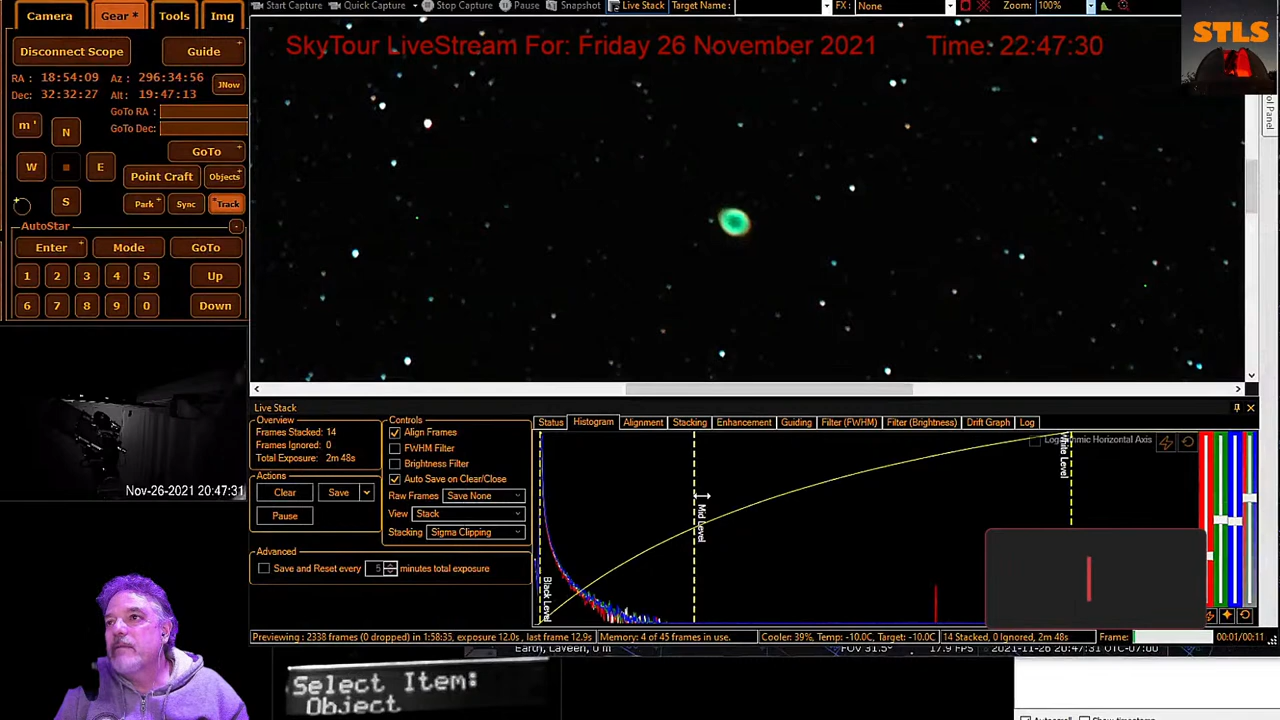 Camera
Gear *
Tools
Img
Start Capture
Quick Capture
Stop Capture
Pause
Snapshot
Live Stack
Target Name :
FX :
None
Zoom: 100%
SkyTour LiveStream For: Friday 26 November 2021
Time: 22:47:30
STLS
Disconnect Scope
Guide
RA : 18:54:09 Az : 296:34:56
Dec: 32:32:27 Alt : 19:47:13
JNow
GoTo RA :
GoTo Dec:
m '
N
GoTo
W
E
Point Craft
Objects
S
Park
Sync
Track
AutoStar
Enter
Mode
GoTo
1
2
3
4
5
Up
6
7
8
9
0
Down
Nov-26-2021 20:47:31
Live Stack
Overview
Frames Stacked: 14
Frames Ignored: 0
Total Exposure: 2m 48s
Actions
Clear
Save
Pause
Controls
Align Frames
FWHM Filter
Brightness Filter
Auto Save on Clear/Close
Raw Frames
Save None
View
Stack
Stacking
Sigma Clipping
Advanced
Save and Reset every
5
minutes total exposure
Status
Histogram
Alignment
Stacking
Enhancement
Guiding
Filter (FWHM)
Filter (Brightness)
Drift Graph
Log
Horizontal Axis
Black Level
Mid Level
White Level
Previewing : 2338 frames (0 dropped) in 1:58:35, exposure 12.0s , last frame 12.9s
Memory: 4 of 45 frames in use.
Cooler: 39%, Temp: -10.0C, Target: -10.0C
14 Stacked, 0 Ignored, 2m 48s
Frame:
00:01/00:11
Earth, Laveen, 0 m
FOV 31.5°
17.9 FPS
2021-11-26 20:47:31 UTC-07:00
Select Item:
Object